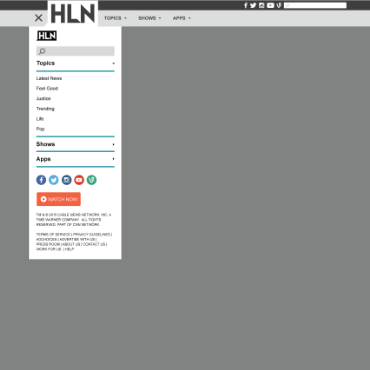 HLN
TOPICS
SHOWS
APPS
HLN
Topics
Latest News
Feel Good
Justice
Trending
Life
Pop
Shows
Apps
WATCH NOW
TM & © 2015 CABLE NEWS NETWORK, INC. A
TIME WARNER COMPANY. ALL RIGHTS
RESERVED. PART OF CNN NETWORK.
TERMS OF SERVICE | PRIVACY GUIDELINES |
ADCHOICES | ADVERTISE WITH US |
PRESS ROOM | ABOUT US | CONTACT US |
WORK FOR US | HELP